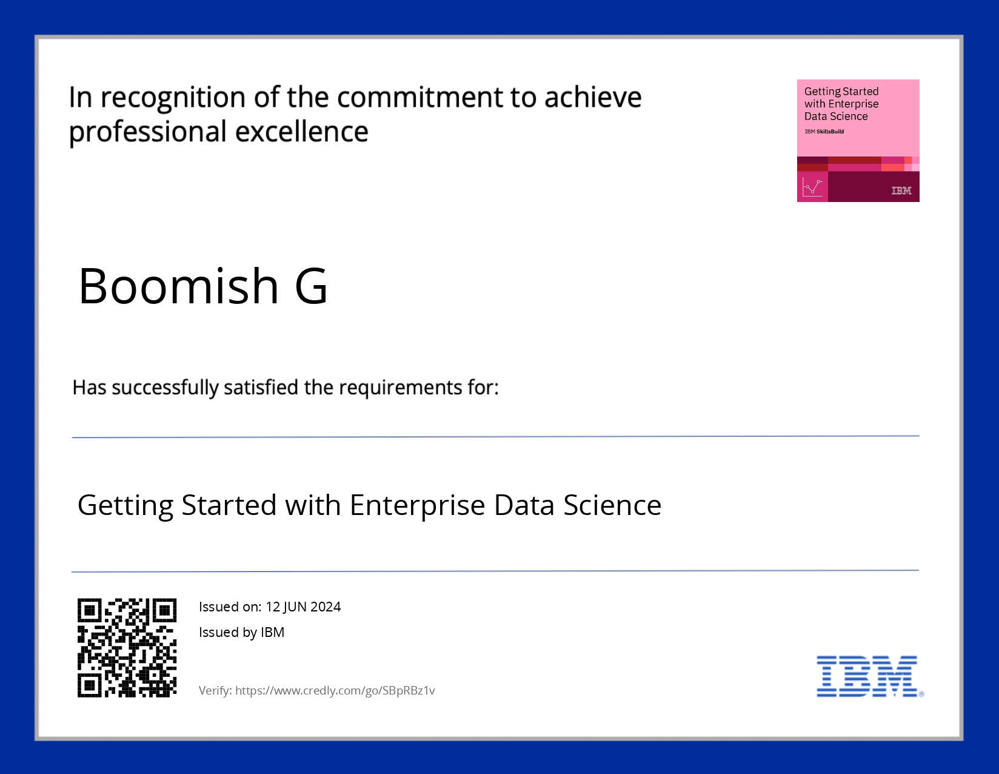 In recognition of the commitment to achieve
professional excellence
Getting Started
with Enterprise
Data Science
IBM SkillsBuild
IBM
Boomish G
Has successfully satisfied the requirements for:
Getting Started with Enterprise Data Science
Issued on: 12 JUN 2024
Issued by IBM
Verify: https://www.credly.com/go/SBpRBz1v
IBM®